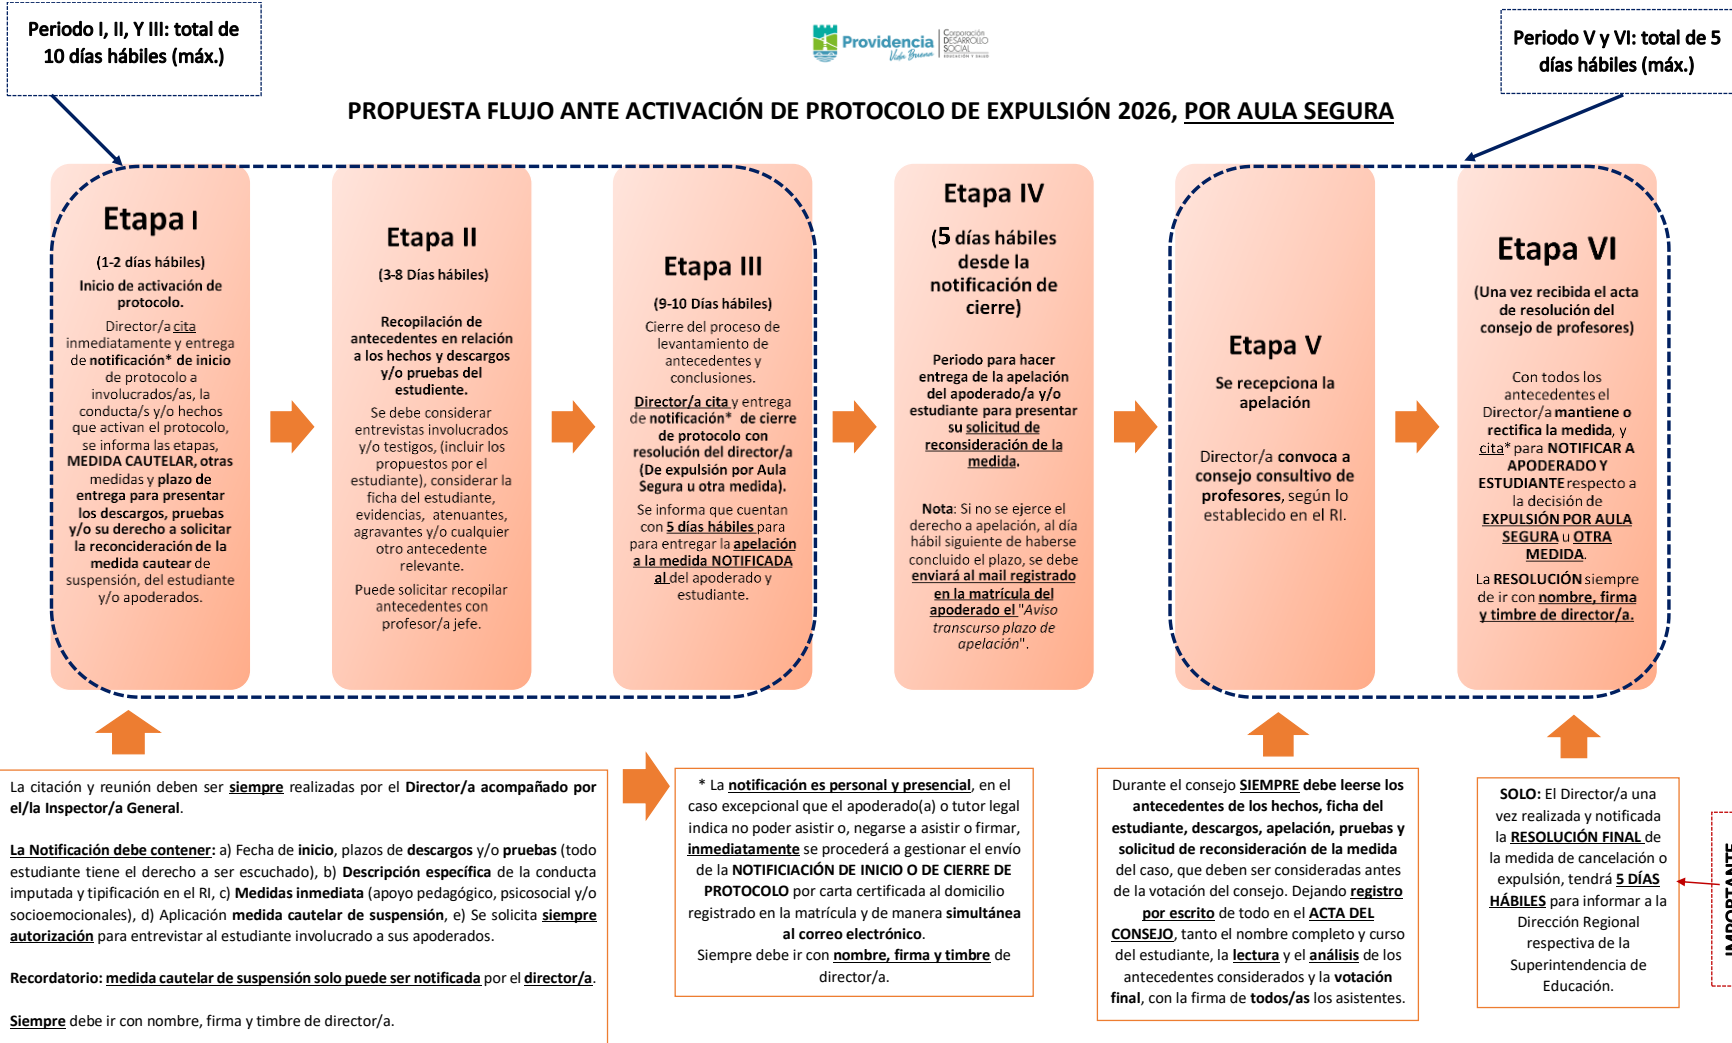 Periodo I, II, Y III: total de
10 días hábiles (máx.)
Providencia
Vida Buena
Corporación
DESARROLLO
SOCIAL
EDUCACIÓN Y SALUD
Periodo V y VI: total de 5
días hábiles (máx.)
PROPUESTA FLUJO ANTE ACTIVACIÓN DE PROTOCOLO DE EXPULSIÓN 2026, POR AULA SEGURA
Etapa I
(1-2 días hábiles)
Inicio de activación de
protocolo.
Director/a cita
inmediatamente y entrega
de notificación* de inicio
de protocolo a
involucrados/as, la
conducta/s y/o hechos
que activan el protocolo,
se informa las etapas,
MEDIDA CAUTELAR, otras
medidas y plazo de
entrega para presentar
los descargos, pruebas
y/o su derecho a solicitar
la reconcideración de la
medida cautear de
suspensión, del estudiante
y/o apoderados.
Etapa II
(3-8 Días hábiles)
Recopilación de
antecedentes en relación
a los hechos y descargos
y/o pruebas del
estudiante.
Se debe considerar
entrevistas involucrados
y/o testigos, (incluir los
propuestos por el
estudiante), considerar la
ficha del estudiante,
evidencias, atenuantes,
agravantes y/o cualquier
otro antecedente
relevante.
Puede solicitar recopilar
antecedentes con
profesor/a jefe.
Etapa III
(9-10 Días hábiles)
Cierre del proceso de
levantamiento de
antecedentes y
conclusiones.
Director/a cita y entrega
de notificación* de cierre
de protocolo con
resolución del director/a
(De expulsión por Aula
Segura u otra medida).
Se informa que cuentan
con 5 días hábiles para
para entregar la apelación
a la medida NOTIFICADA
al del apoderado y
estudiante.
Etapa IV
(5 días hábiles
desde la
notificación de
cierre)
Periodo para hacer
entrega de la apelación
del apoderado/a y/o
estudiante para presentar
su solicitud de
reconsideración de la
medida.
Nota: Si no se ejerce el
derecho a apelación, al día
hábil siguiente de haberse
concluido el plazo, se debe
enviará al mail registrado
en la matrícula del
apoderado el "Aviso
transcurso plazo de
apelación".
Etapa V
Se recepciona la
apelación
Director/a convoca a
consejo consultivo de
profesores, según lo
establecido en el RI.
Etapa VI
(Una vez recibida el acta
de resolución del
consejo de profesores)
Con todos los
antecedentes el
Director/a mantiene o
rectifica la medida, y
cita* para NOTIFICAR A
APODERADO Y
ESTUDIANTE respecto a
la decisión de
EXPULSIÓN POR AULA
SEGURA u OTRA
MEDIDA.
La RESOLUCIÓN siempre
de ir con nombre, firma
y timbre de director/a.
La citación y reunión deben ser siempre realizadas por el Director/a acompañado por
el/la Inspector/a General.
La Notificación debe contener: a) Fecha de inicio, plazos de descargos y/o pruebas (todo
estudiante tiene el derecho a ser escuchado), b) Descripción específica de la conducta
imputada y tipificación en el RI, c) Medidas inmediata (apoyo pedagógico, psicosocial y/o
socioemocionales), d) Aplicación medida cautelar de suspensión, e) Se solicita siempre
autorización para entrevistar al estudiante involucrado a sus apoderados.
Recordatorio: medida cautelar de suspensión solo puede ser notificada por el director/a.
Siempre debe ir con nombre, firma y timbre de director/a.
* La notificación es personal y presencial, en el
caso excepcional que el apoderado(a) o tutor legal
indica no poder asistir o, negarse a asistir o firmar,
inmediatamente se procederá a gestionar el envío
de la NOTIFICIACIÓN DE INICIO O DE CIERRE DE
PROTOCOLO por carta certificada al domicilio
registrado en la matrícula y de manera simultánea
al correo electrónico.
Siempre debe ir con nombre, firma y timbre de
director/a.
Durante el consejo SIEMPRE debe leerse los
antecedentes de los hechos, ficha del
estudiante, descargos, apelación, pruebas y
solicitud de reconsideración de la medida
del caso, que deben ser consideradas antes
de la votación del consejo. Dejando registro
por escrito de todo en el ACTA DEL
CONSEJO, tanto el nombre completo y curso
del estudiante, la lectura y el análisis de los
antecedentes considerados y la votación
final, con la firma de todos/as los asistentes.
SOLO: El Director/a una
vez realizada y notificada
la RESOLUCIÓN FINAL de
la medida de cancelación o
expulsión, tendrá 5 DÍAS
HÁBILES para informar a la
Dirección Regional
respectiva de la
Superintendencia de
Educación.
IMPORTANTE